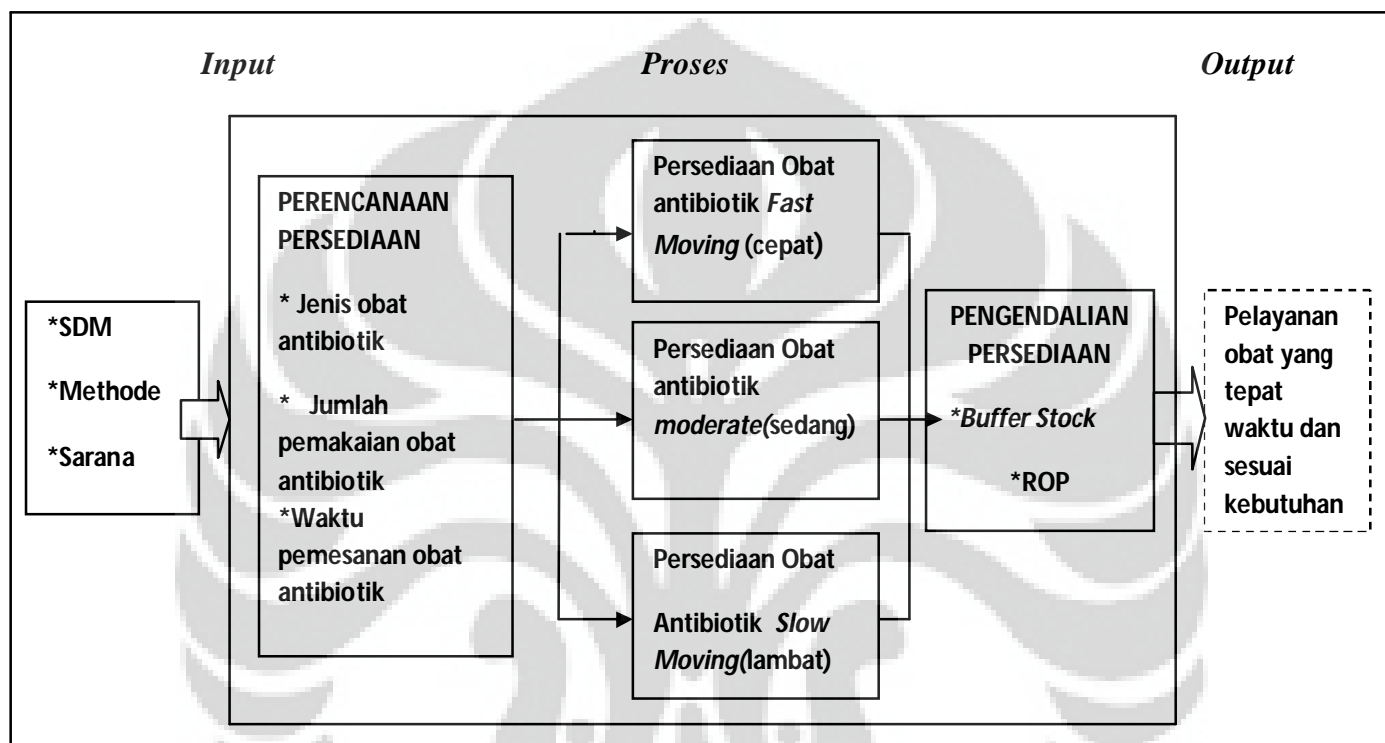 Input
Proses
Output
*SDM
*Methode
*Sarana
PERENCANAAN
PERSEDIAAN
* Jenis obat
antibiotik
* Jumlah
pemakaian obat
antibiotik
*Waktu
pemesanan obat
antibiotik
Persediaan Obat
antibiotik Fast
Moving (cepat)
Persediaan Obat
antibiotik
moderate(sedang)
Persediaan Obat
Antibiotik Slow
Moving(lambat)
PENGENDALIAN
PERSEDIAAN
*Buffer Stock
*ROP
Pelayanan
obat yang
tepat
waktu dan
sesuai
kebutuhan